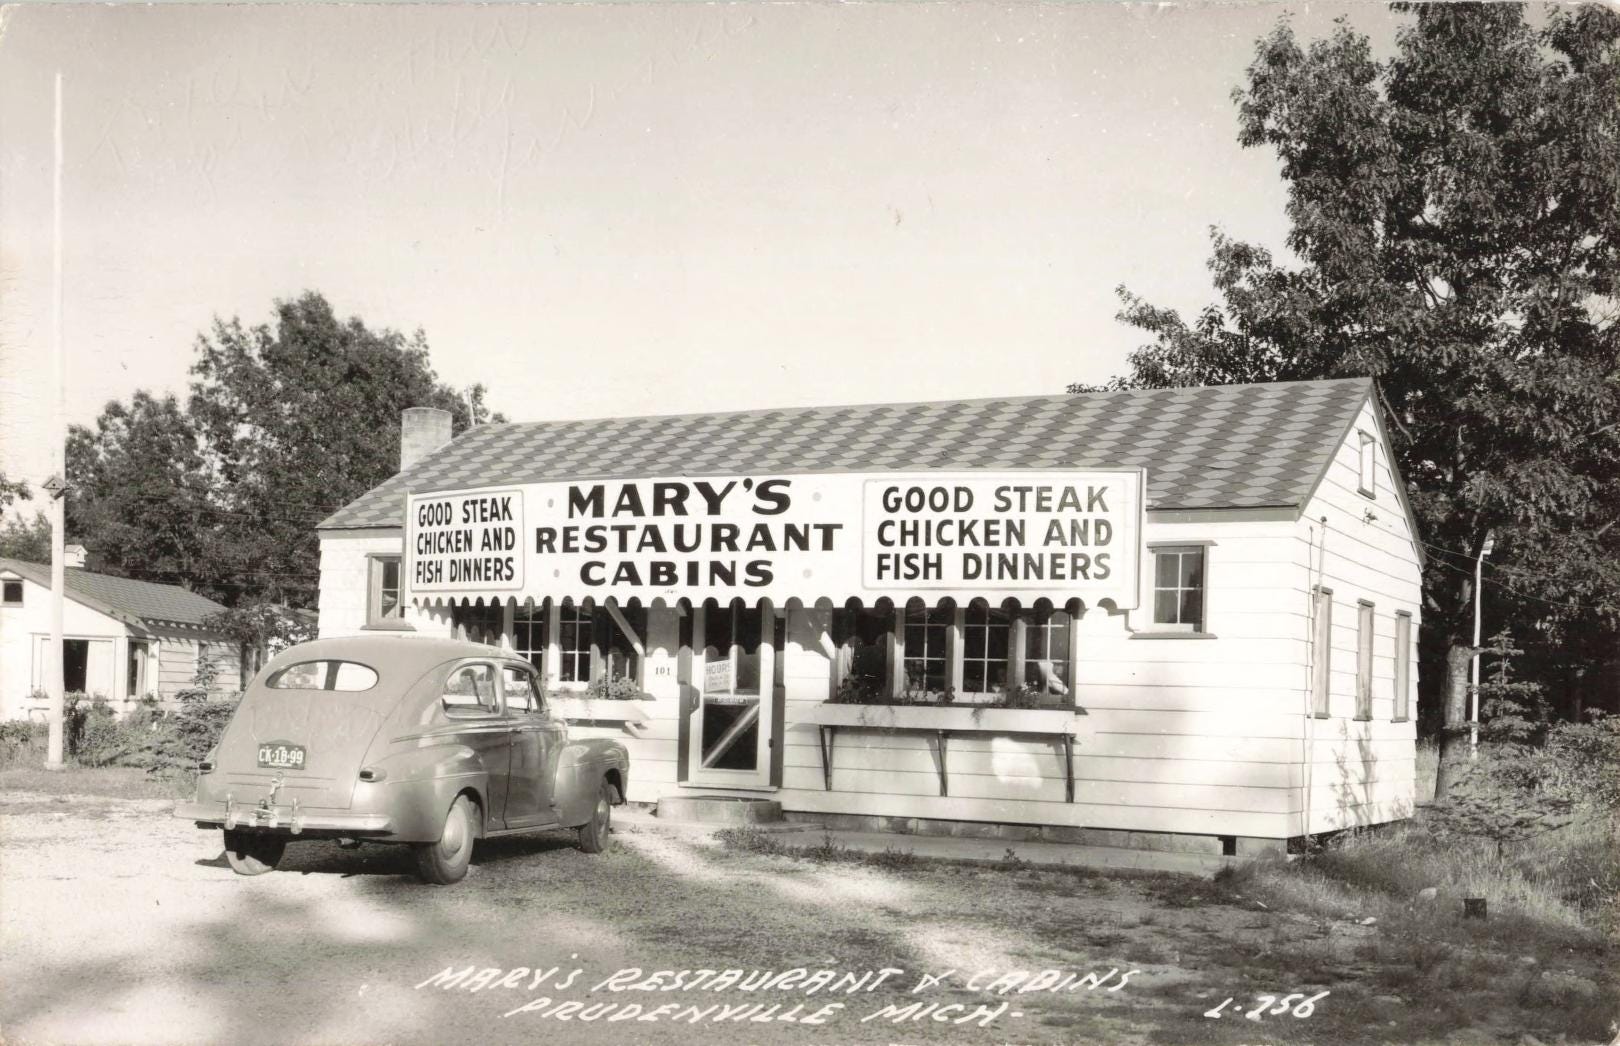 GOOD STEAK
CHICKEN AND
FISH DINNERS
MARY'S
RESTAURANT
CABINS
GOOD STEAK
CHICKEN AND
FISH DINNERS
101
HOURS
CK·18·99
MARY'S RESTAURANT & CABINS
PRUDENVILLE MICH-
L-756